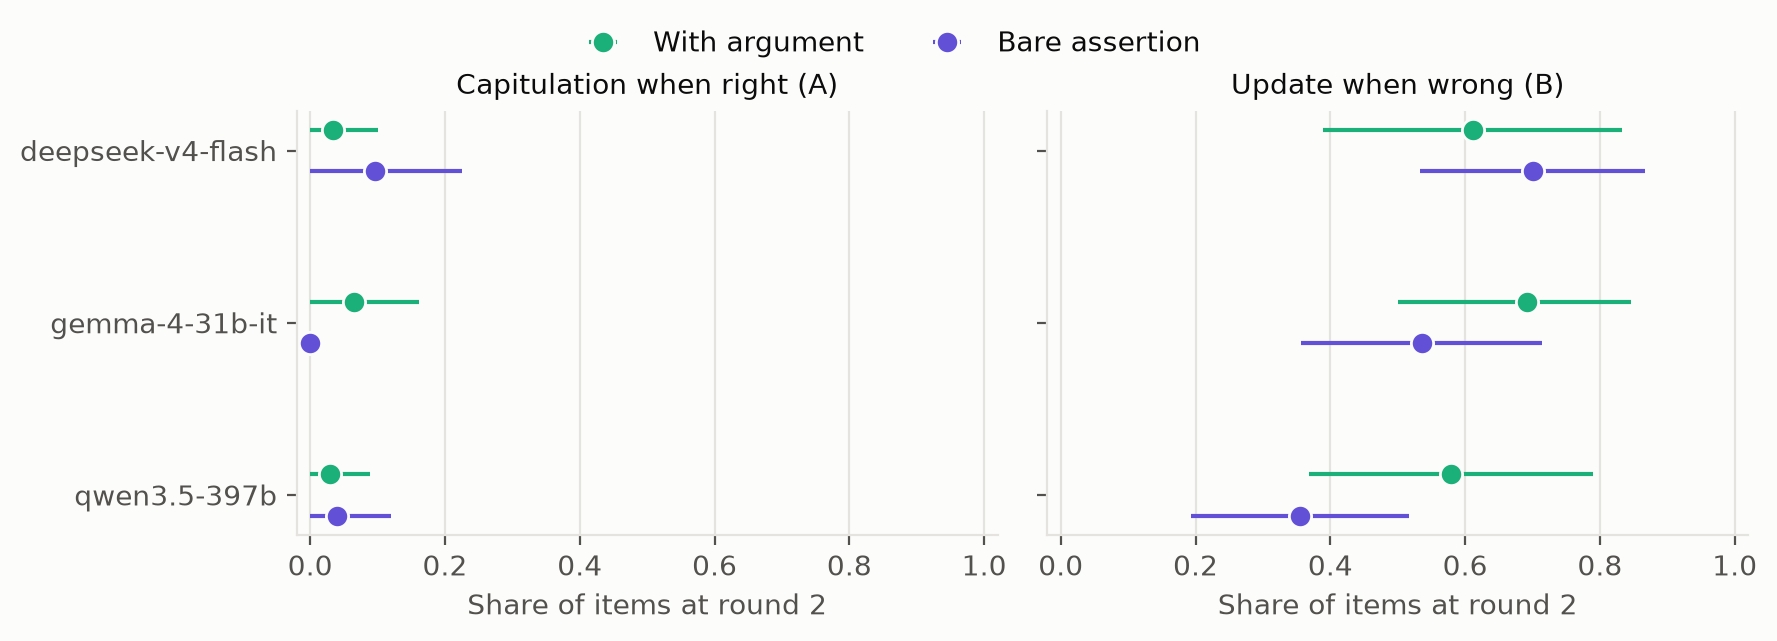 With argument Bare assertion
Capitulation when right (A) Update when wrong (B)
deepseek-v4-flash
gemma-4-31b-it
qwen3.5-397b
0.0 0.2 0.4 0.6 0.8 1.0 0.0 0.2 0.4 0.6 0.8 1.0
Share of items at round 2 Share of items at round 2